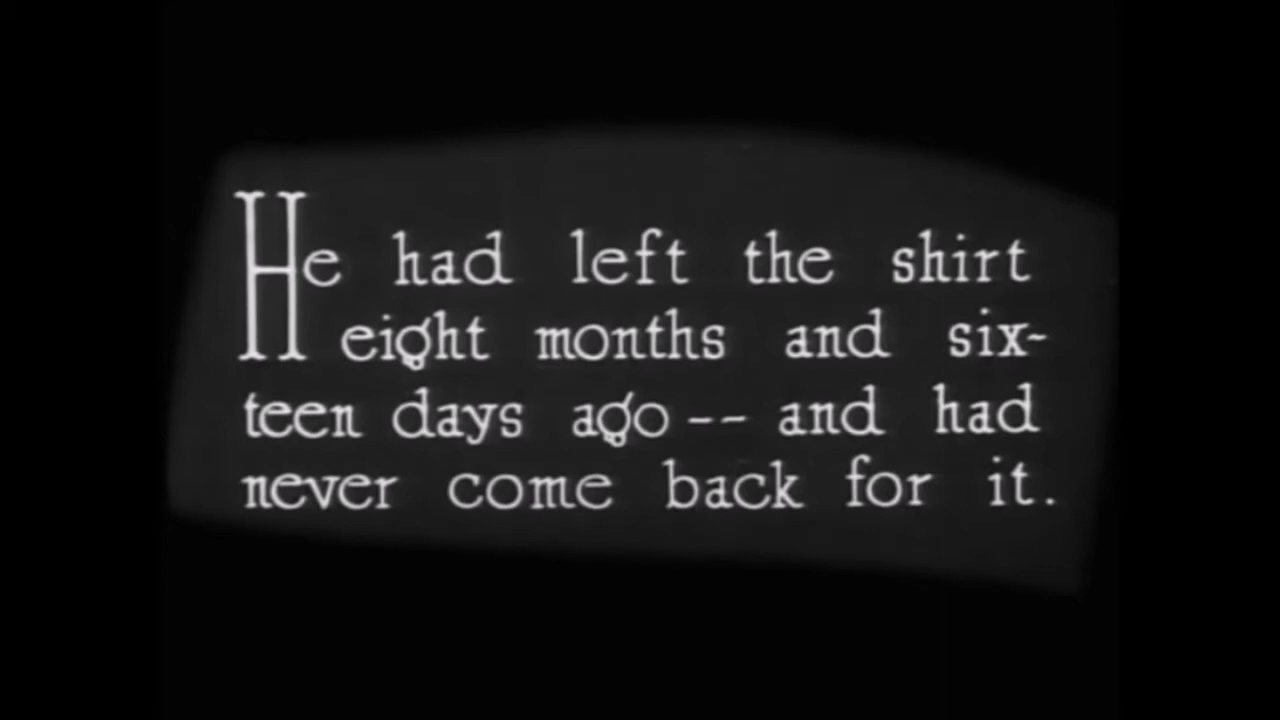 He had left the shirt
eight months and six-
teen days ago -- and had
never come back for it.